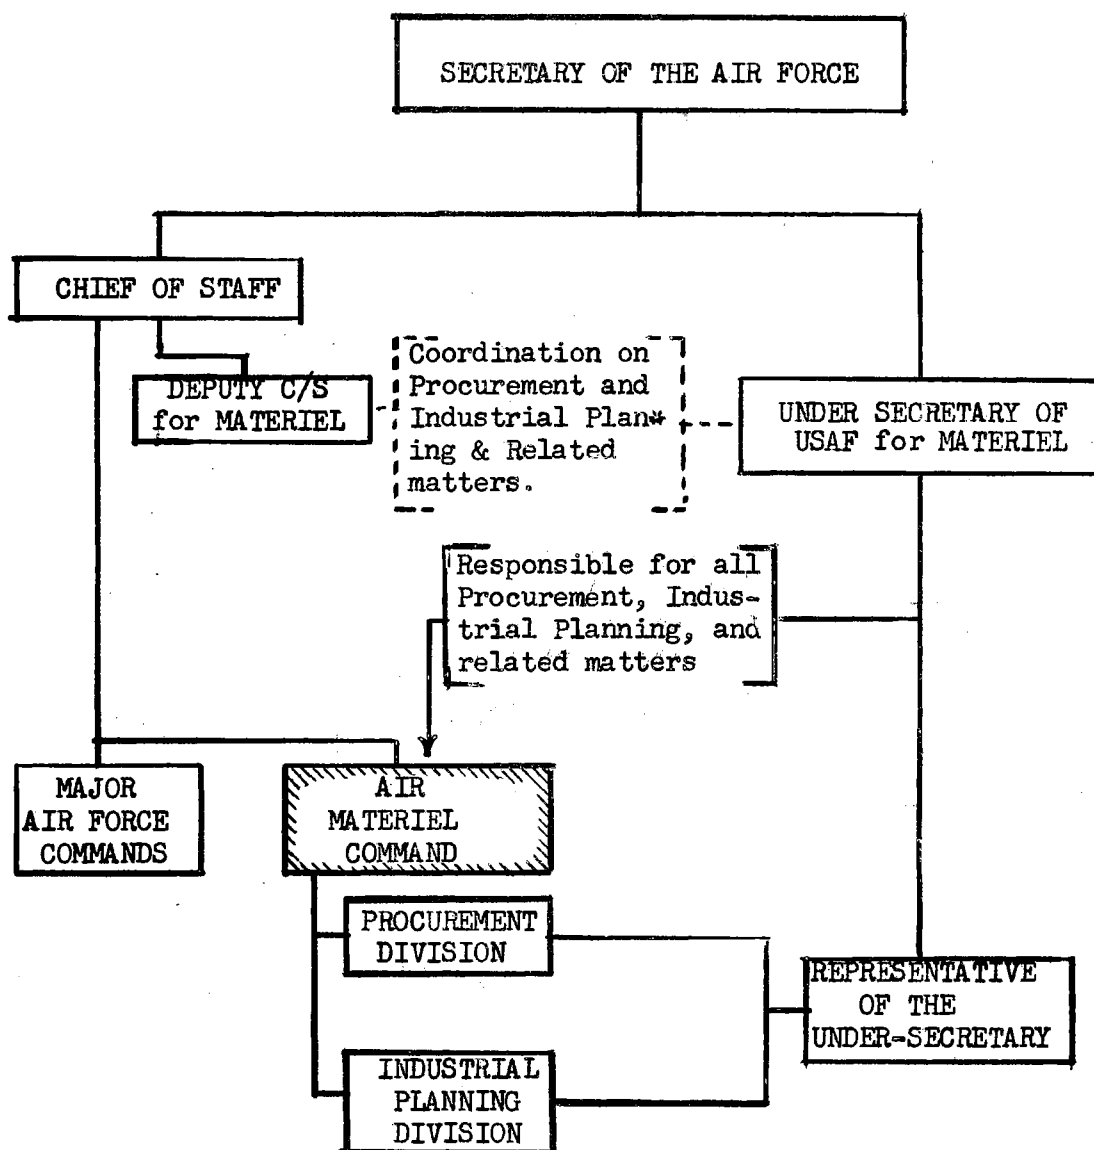 SECRETARY OF THE AIR FORCE
CHIEF OF STAFF
DEPUTY C/S
for MATERIEL
Coordination on
Procurement and
Industrial Plan*
ing & Related
matters.
UNDER SECRETARY OF
USAF for MATERIEL
Responsible for all
Procurement, Indus-
trial Planning, and
related matters
MAJOR
AIR FORCE
COMMANDS
AIR
MATERIEL
COMMAND
PROCUREMENT
DIVISION
REPRESENTATIVE
OF THE
UNDER-SECRETARY
INDUSTRIAL
PLANNING
DIVISION